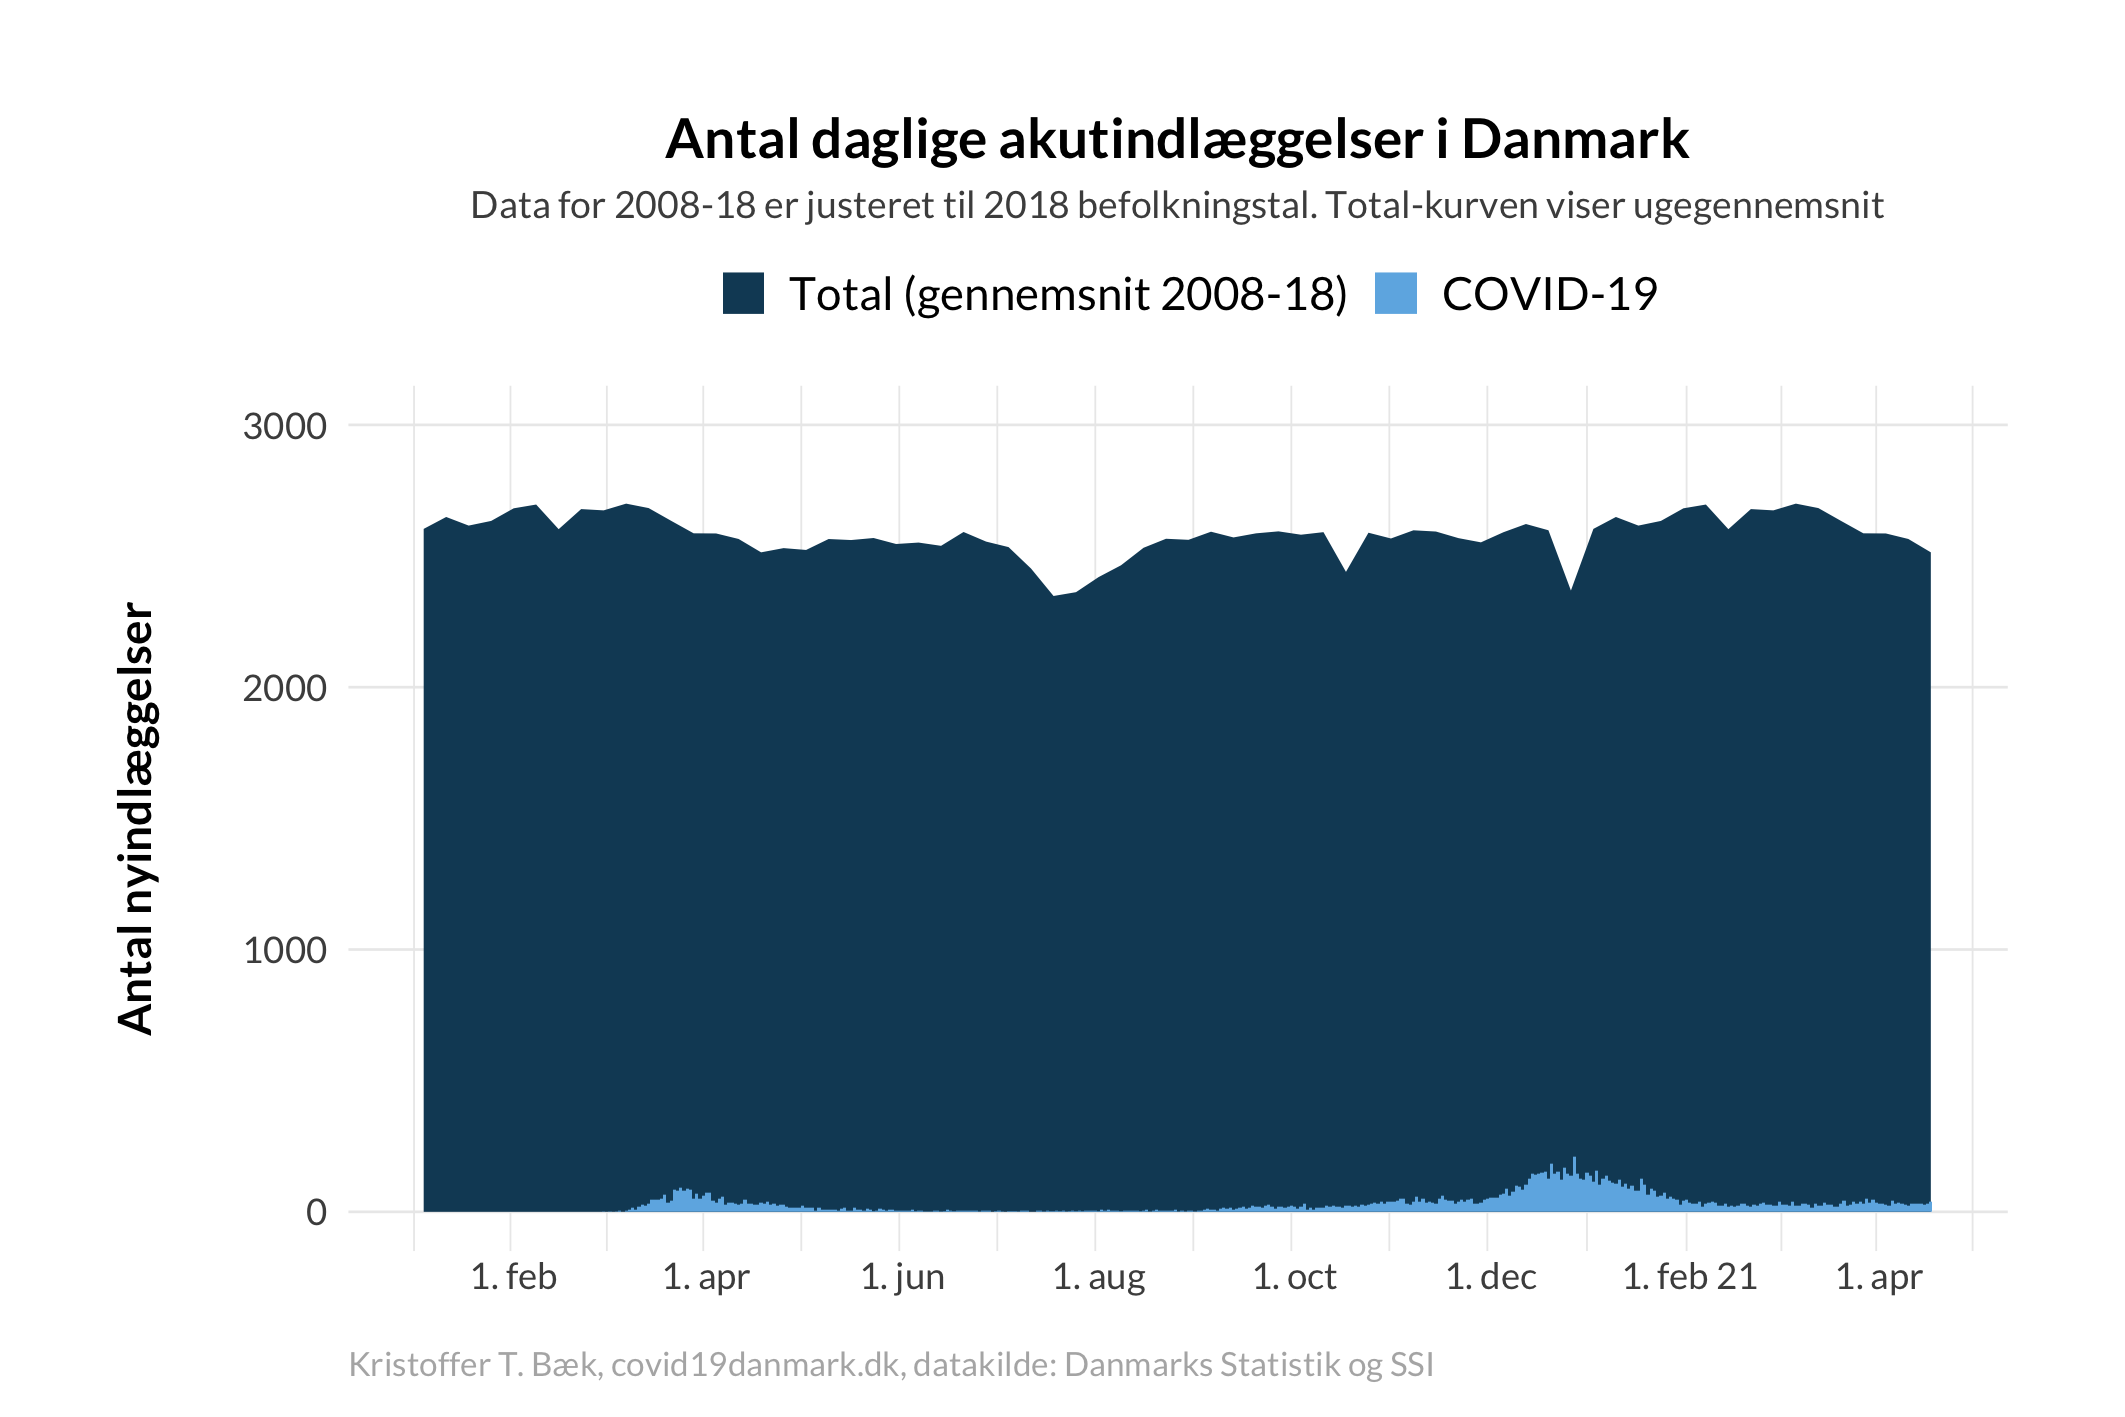 Antal daglige akutindlæggelser i Danmark
Data for 2008-18 er justeret til 2018 befolkningstal. Total-kurven viser ugegennemsnit
Total (gennemsnit 2008-18) COVID-19
Antal nyindlæggelser
3000
2000
1000
0
1. feb 1. apr 1. jun 1. aug 1. oct 1. dec 1. feb 21 1. apr
Kristoffer T. Bæk, covid19danmark.dk, datakilde: Danmarks Statistik og SSI